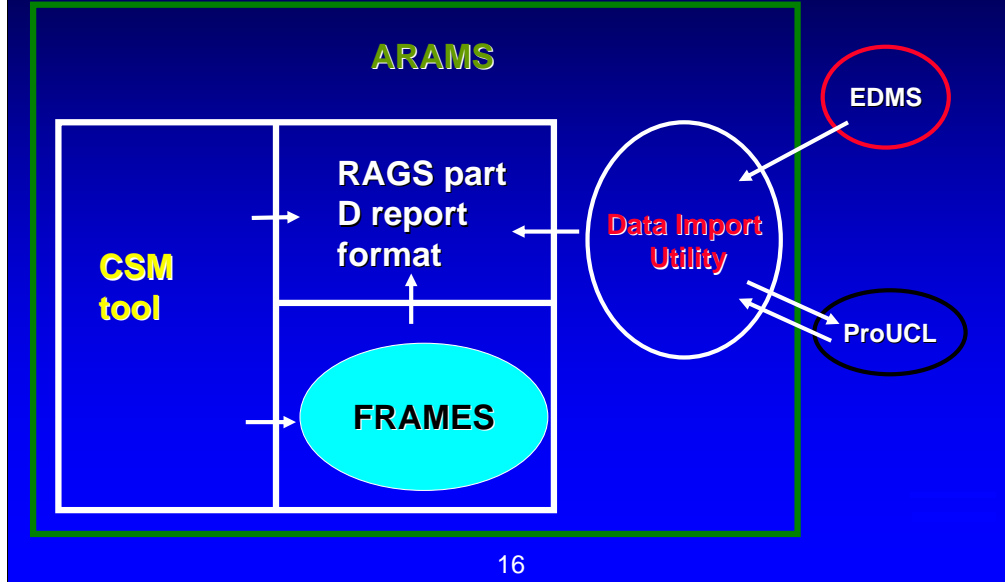 ARAMS
EDMS
RAGS part
D report
format
Data Import
Utility
CSM
tool
ProUCL
FRAMES
16